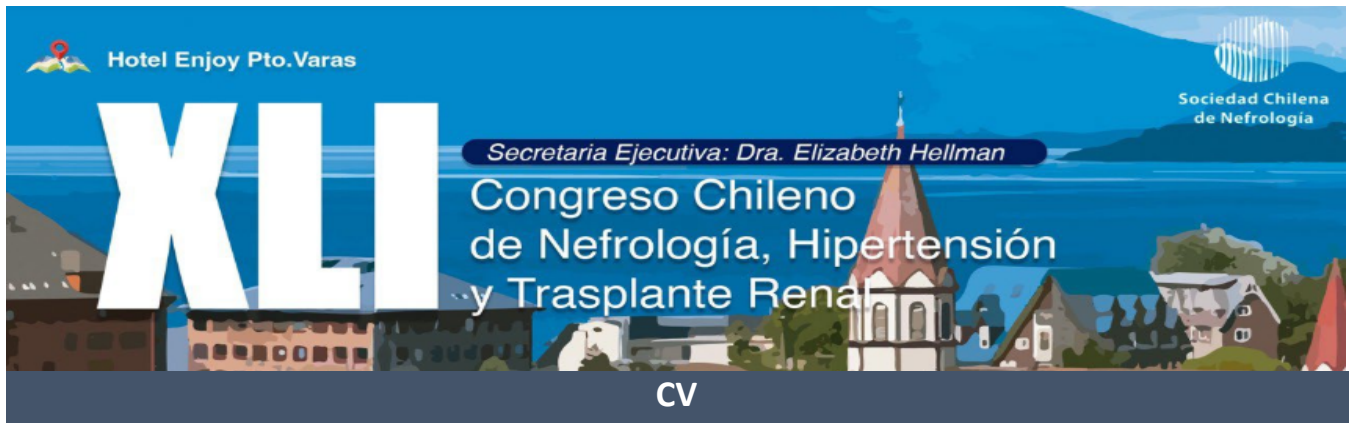 Hotel Enjoy Pto.Varas
Sociedad Chilena
de Nefrología
XLI
Secretaria Ejecutiva: Dra. Elizabeth Hellman
Congreso Chileno
de Nefrología, Hipertensión
y Trasplante Renal
CV